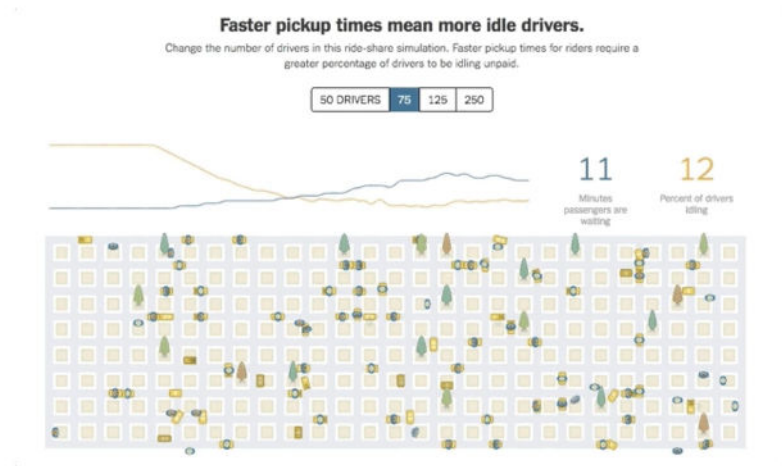 Faster pickup times mean more idle drivers.
Change the number of drivers in this ride-share simulation. Faster pickup times for riders require a
greater percentage of drivers to be idling unpaid.
50 DRIVERS 75 125 250
11
Minutes
passengers are
waiting
12
Percent of drivers
idling